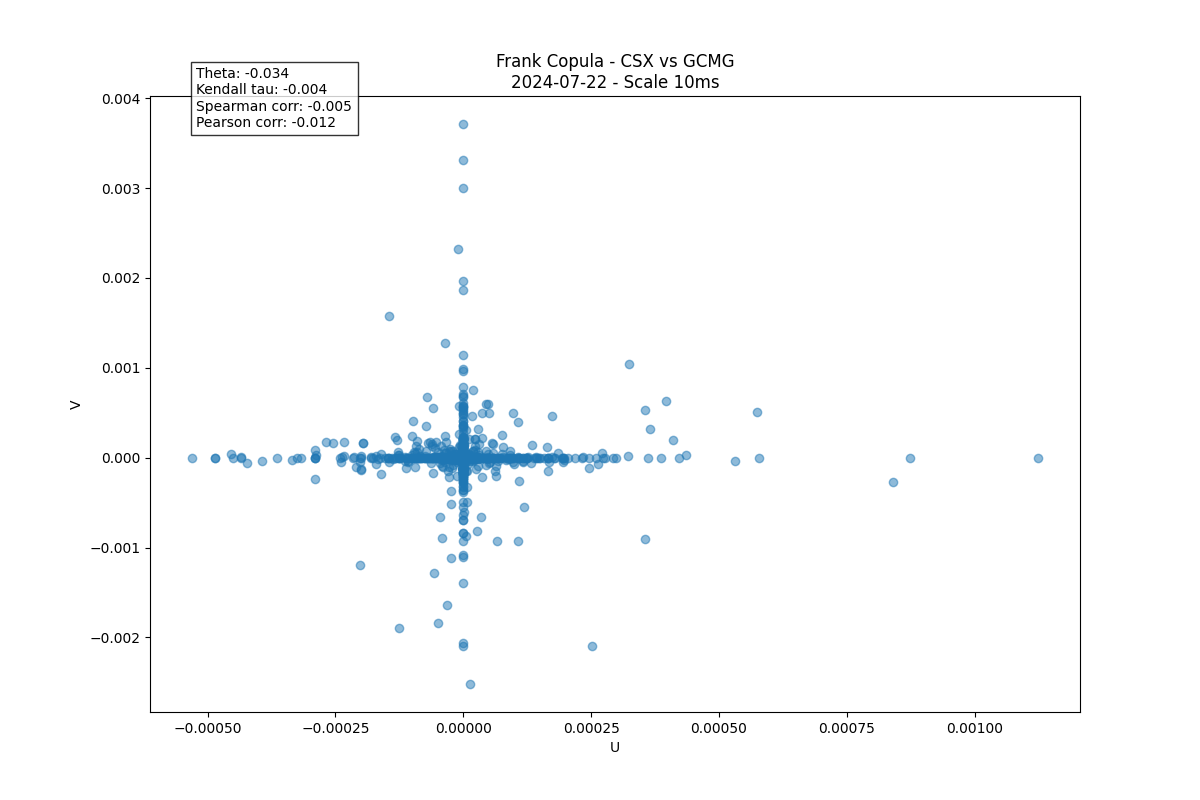 Frank Copula - CSX vs GCMG
2024-07-22 - Scale 10ms
Theta: -0.034
Kendall tau: -0.004
Spearman corr: -0.005
Pearson corr: -0.012
0.004
0.003
0.002
0.001
0.000
−0.001
−0.002
V
−0.00050
−0.00025
0.00000
0.00025
0.00050
0.00075
0.00100
U